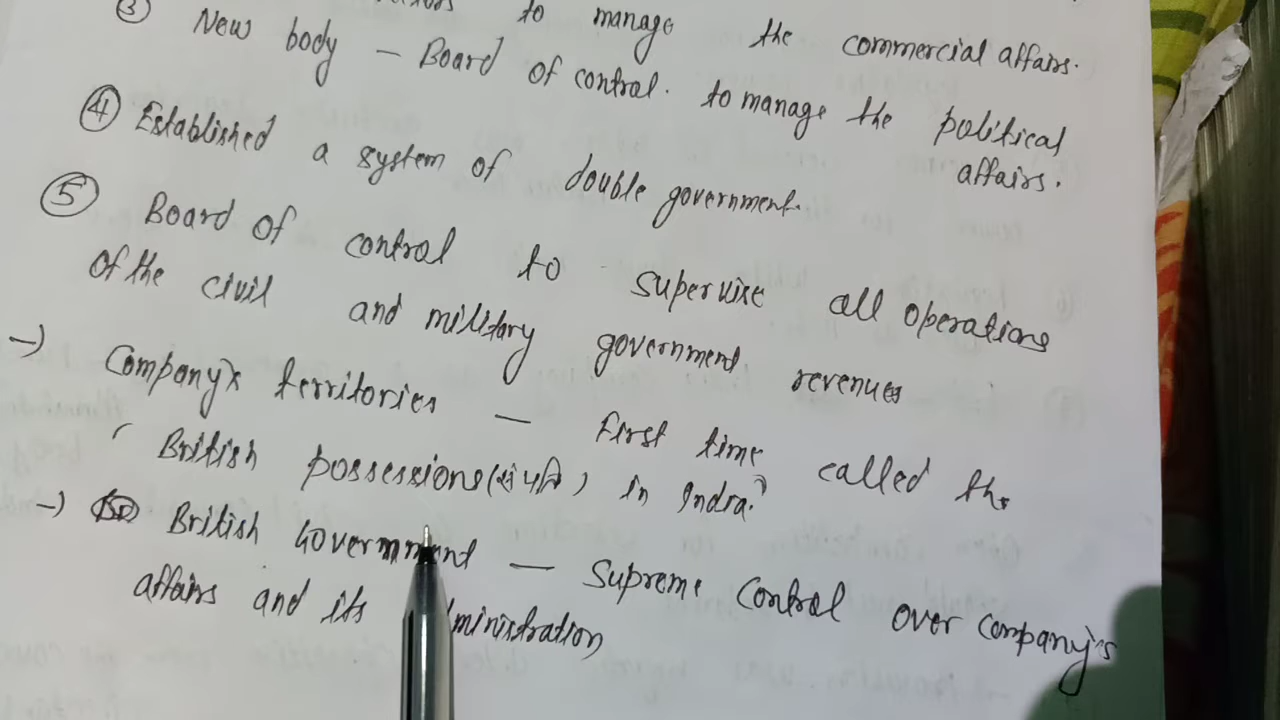 to manage the commercial affairs.
③ New body – Board of control. to manage the political affairs.
④ Established a system of double government.
⑤ Board of control to supervise all operations
of the civil and military government revenues
→ Company's territories – First time called the
"British possessions (संपत्ति) in India."
→ British Government – Supreme Control over Company's
affairs and its dministration